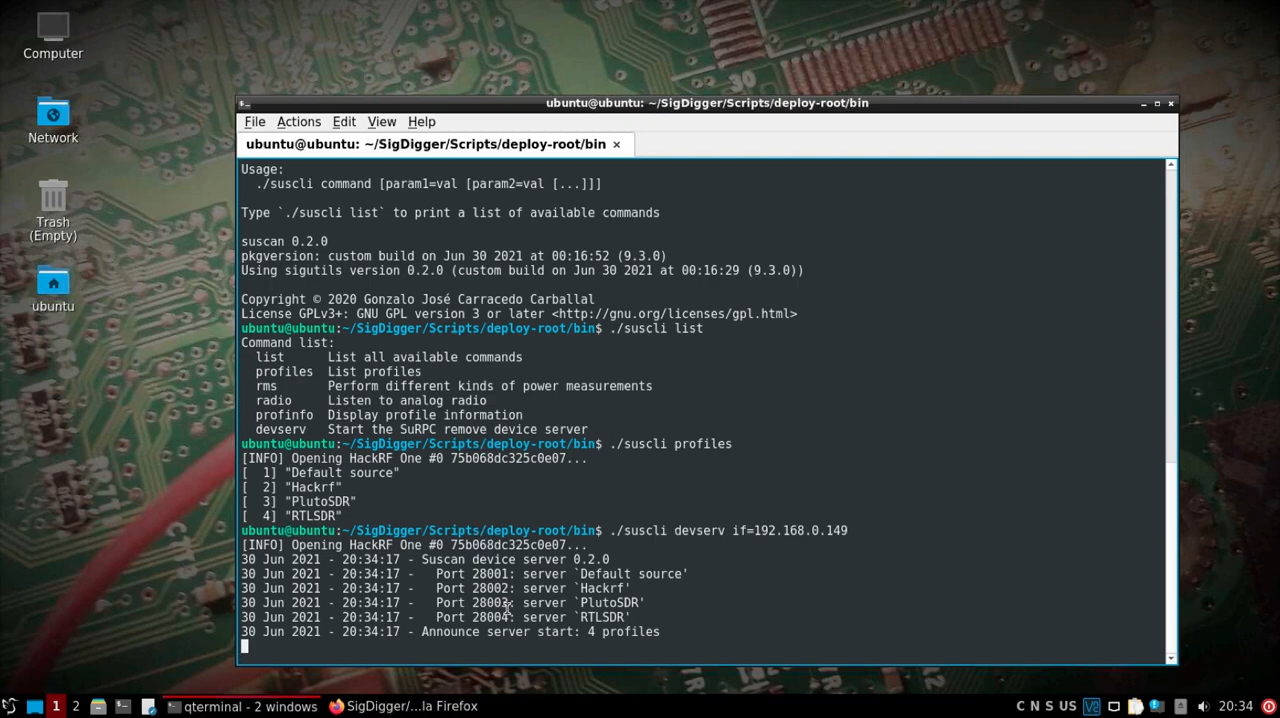 Computer
Network
Trash
(Empty)
ubuntu
ubuntu@ubuntu: ~/SigDigger/Scripts/deploy-root/bin
File Actions Edit View Help
ubuntu@ubuntu: ~/SigDigger/Scripts/deploy-root/bin ×
Usage:
./suscli command [param1=val [param2=val [...]]]
Type `./suscli list` to print a list of available commands
suscan 0.2.0
pkgversion: custom build on Jun 30 2021 at 00:16:52 (9.3.0)
Using sigutils version 0.2.0 (custom build on Jun 30 2021 at 00:16:29 (9.3.0))
Copyright © 2020 Gonzalo José Carracedo Carballal
License GPLv3+: GNU GPL version 3 or later <http://gnu.org/licenses/gpl.html>
ubuntu@ubuntu:~/SigDigger/Scripts/deploy-root/bin$ ./suscli list
Command list:
list List all available commands
profiles List profiles
rms Perform different kinds of power measurements
radio Listen to analog radio
profinfo Display profile information
devserv Start the SuRPC remove device server
ubuntu@ubuntu:~/SigDigger/Scripts/deploy-root/bin$ ./suscli profiles
[INFO] Opening HackRF One #0 75b068dc325c0e07...
[ 1] "Default source"
[ 2] "Hackrf"
[ 3] "PlutoSDR"
[ 4] "RTLSDR"
ubuntu@ubuntu:~/SigDigger/Scripts/deploy-root/bin$ ./suscli devserv if=192.168.0.149
[INFO] Opening HackRF One #0 75b068dc325c0e07...
30 Jun 2021 - 20:34:17 - Suscan device server 0.2.0
30 Jun 2021 - 20:34:17 - Port 28001: server `Default source'
30 Jun 2021 - 20:34:17 - Port 28002: server `Hackrf'
30 Jun 2021 - 20:34:17 - Port 28003: server `PlutoSDR'
30 Jun 2021 - 20:34:17 - Port 28004: server `RTLSDR'
30 Jun 2021 - 20:34:17 - Announce server start: 4 profiles
1 2 qterminal - 2 windows SigDigger/...la Firefox C N S US 20:34